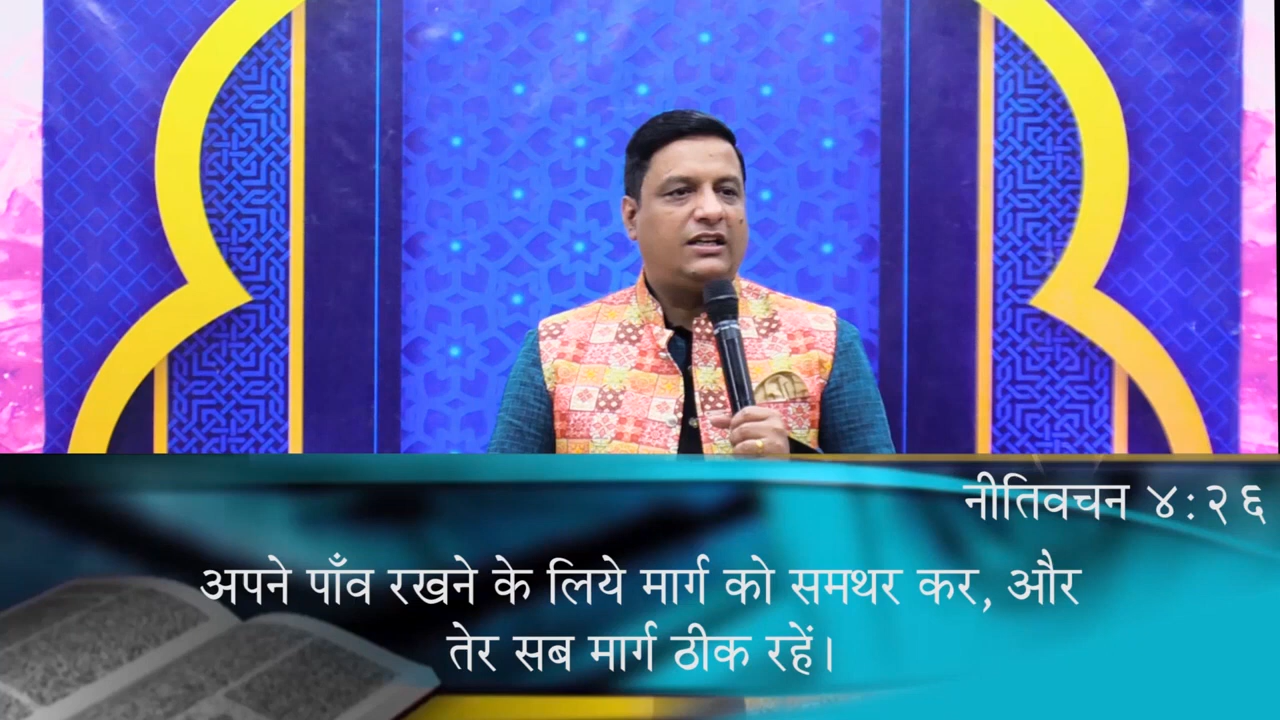 नीतिवचन ४:२६
अपने पाँव रखने के लिये मार्ग को समथर कर, और
तेर सब मार्ग ठीक रहें।